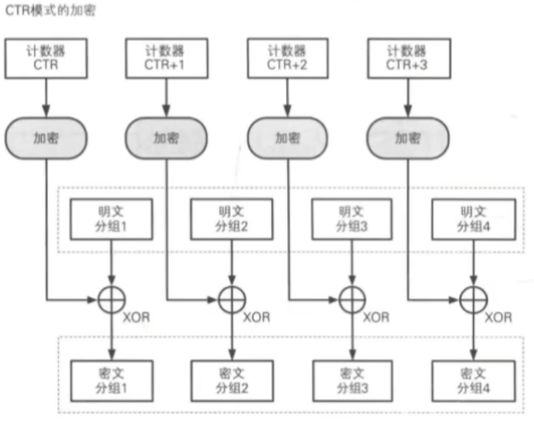 CTR模式的加密
计数器
CTR
计数器
CTR+1
计数器
CTR+2
计数器
CTR+3
加密
加密
加密
加密
明文
分组1
明文
分组2
明文
分组3
明文
分组4
XOR
XOR
XOR
XOR
密文
分组1
密文
分组2
密文
分组3
密文
分组4